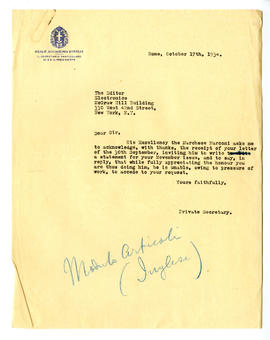 REALE ACCADEMIA D'ITALIA
Rome, October 17th, 1934.
The Editor
Electronics
McGraw Hill Building
330 West 42nd Street,
New York, N.Y.
Dear Sir,
His Excellency the Marchese Marconi asks me
to acknowledge, with thanks, the receipt of your letter
of the 30th September, inviting him to write
a statement for your November issue, and to say, in
reply, that while fully appreciating the honour you
are thus doing him, he is unable, owing to pressure of
work, to accede to your request.
Yours faithfully,
Private Secretary.
Articoli
(Inglese)